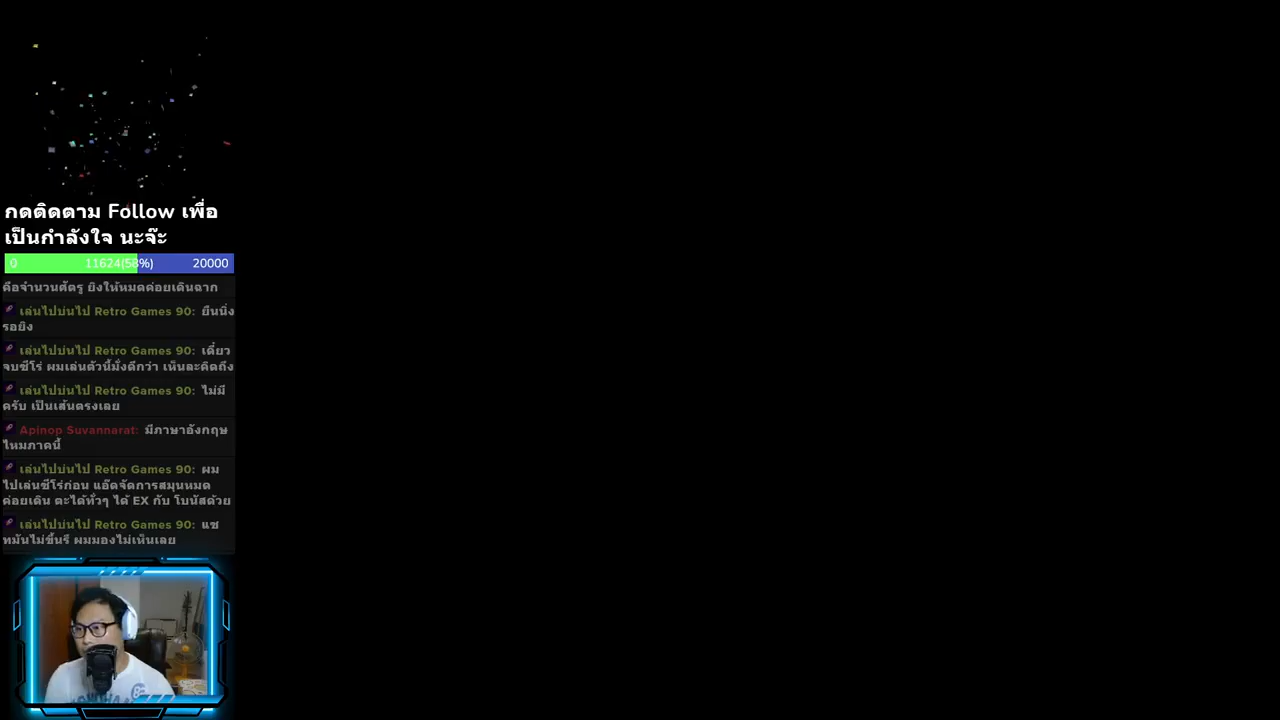 กดติดตาม Follow เพื่อ
เป็นกำลังใจ นะจ๊ะ
0 11624(58%) 20000
คือจำนวนศัตรู ยิงให้หมดค่อยเดินฉาก
เล่นไปบ่นไป Retro Games 90: ยืนนิ่ง
รอยิง
เล่นไปบ่นไป Retro Games 90: เดี๋ยว
จบซีโร่ ผมเล่นตัวนี้มั่งดีกว่า เห็นละคิดถึง
เล่นไปบ่นไป Retro Games 90: ไม่มี
ครับ เป็นเส้นตรงเลย
Apinop Suvannarat: มีภาษาอังกฤษ
ไหมภาคนี้
เล่นไปบ่นไป Retro Games 90: ผม
ไปเล่นซีโร่ก่อน แอ๊ดจัดการสมุนหมด
ค่อยเดิน ตะได้ทั่วๆ ได้ EX กับ โบนัสด้วย
เล่นไปบ่นไป Retro Games 90: แช
ทมันไม่ขึ้นรึ ผมมองไม่เห็นเลย